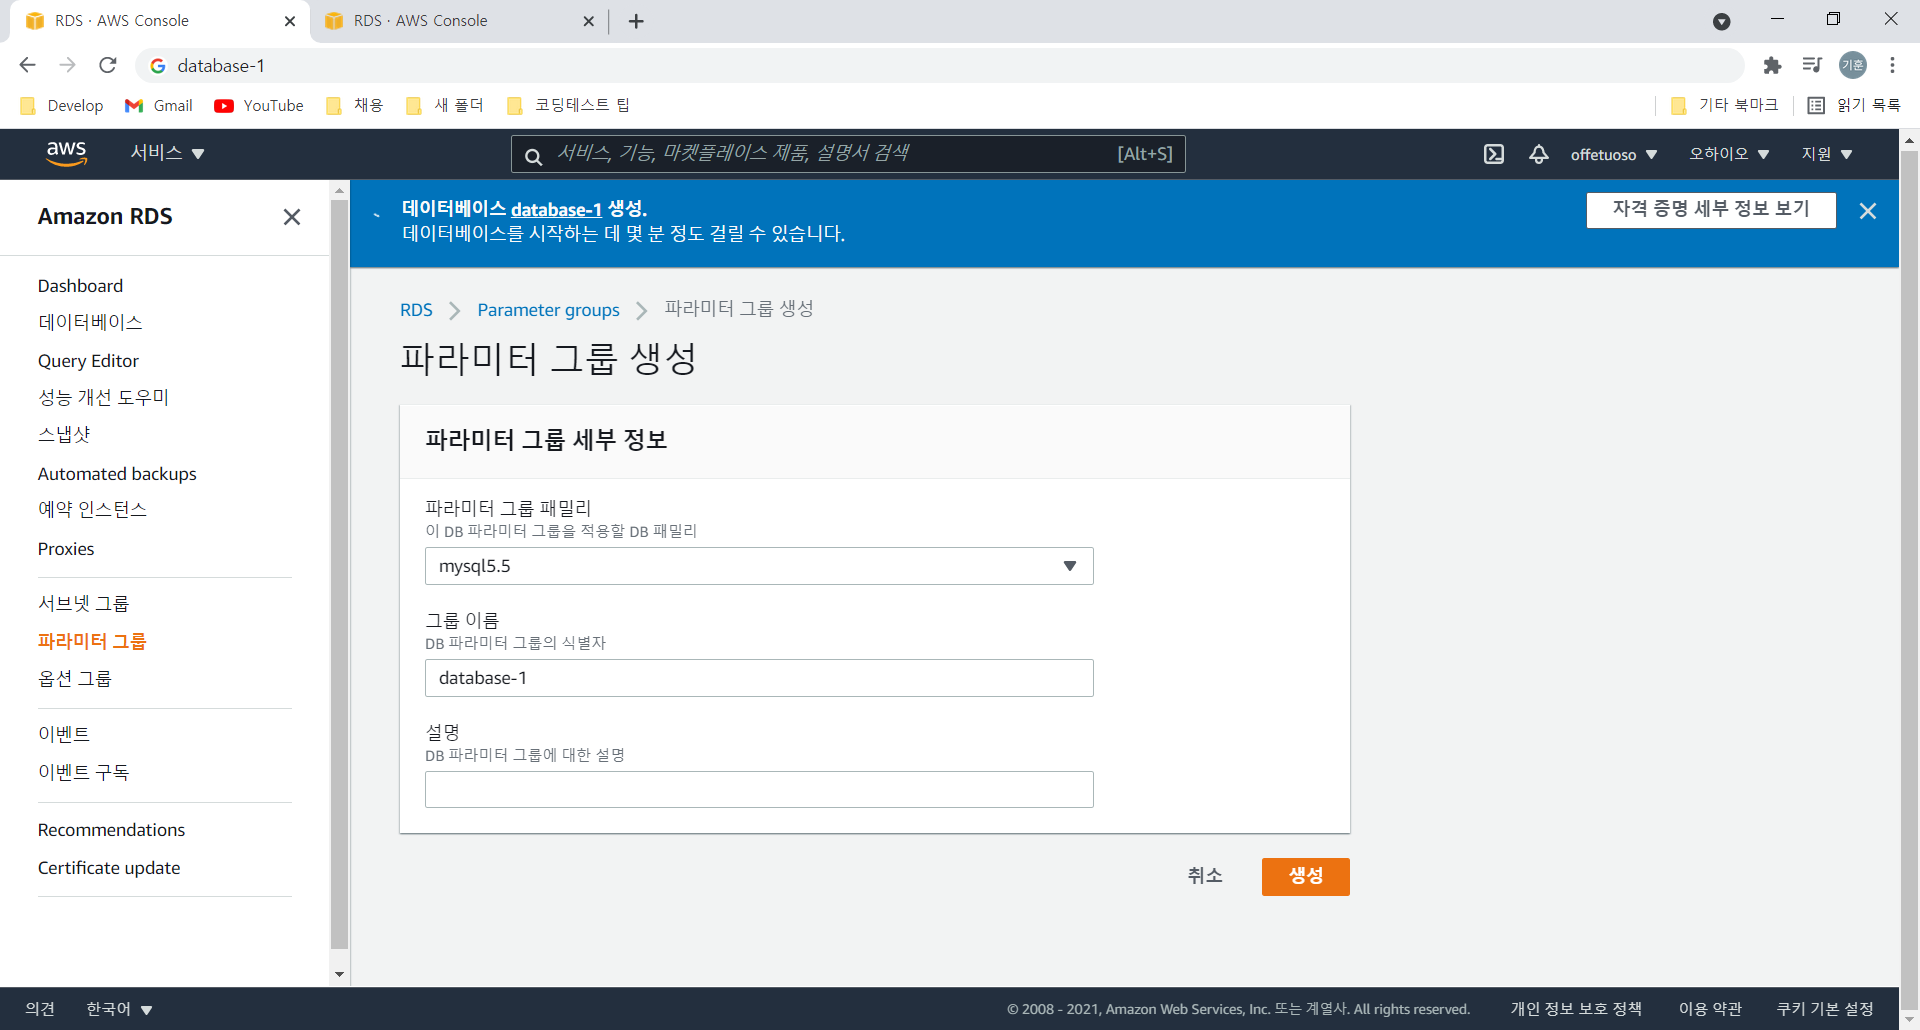 RDS · AWS Console
RDS · AWS Console
database-1
기훈
Develop
Gmail
YouTube
채용
새 폴더
코딩테스트 팁
기타 북마크
읽기 목록
aws
서비스
서비스, 기능, 마켓플레이스 제품, 설명서 검색
[Alt+S]
offetuoso
오하이오
지원
Amazon RDS
Dashboard
데이터베이스
Query Editor
성능 개선 도우미
스냅샷
Automated backups
예약 인스턴스
Proxies
서브넷 그룹
파라미터 그룹
옵션 그룹
이벤트
이벤트 구독
Recommendations
Certificate update
데이터베이스 database-1 생성.
데이터베이스를 시작하는 데 몇 분 정도 걸릴 수 있습니다.
자격 증명 세부 정보 보기
RDS
Parameter groups
파라미터 그룹 생성
파라미터 그룹 생성
파라미터 그룹 세부 정보
파라미터 그룹 패밀리
이 DB 파라미터 그룹을 적용할 DB 패밀리
mysql5.5
그룹 이름
DB 파라미터 그룹의 식별자
database-1
설명
DB 파라미터 그룹에 대한 설명
취소
생성
의견
한국어
© 2008 - 2021, Amazon Web Services, Inc. 또는 계열사. All rights reserved.
개인 정보 보호 정책
이용 약관
쿠키 기본 설정